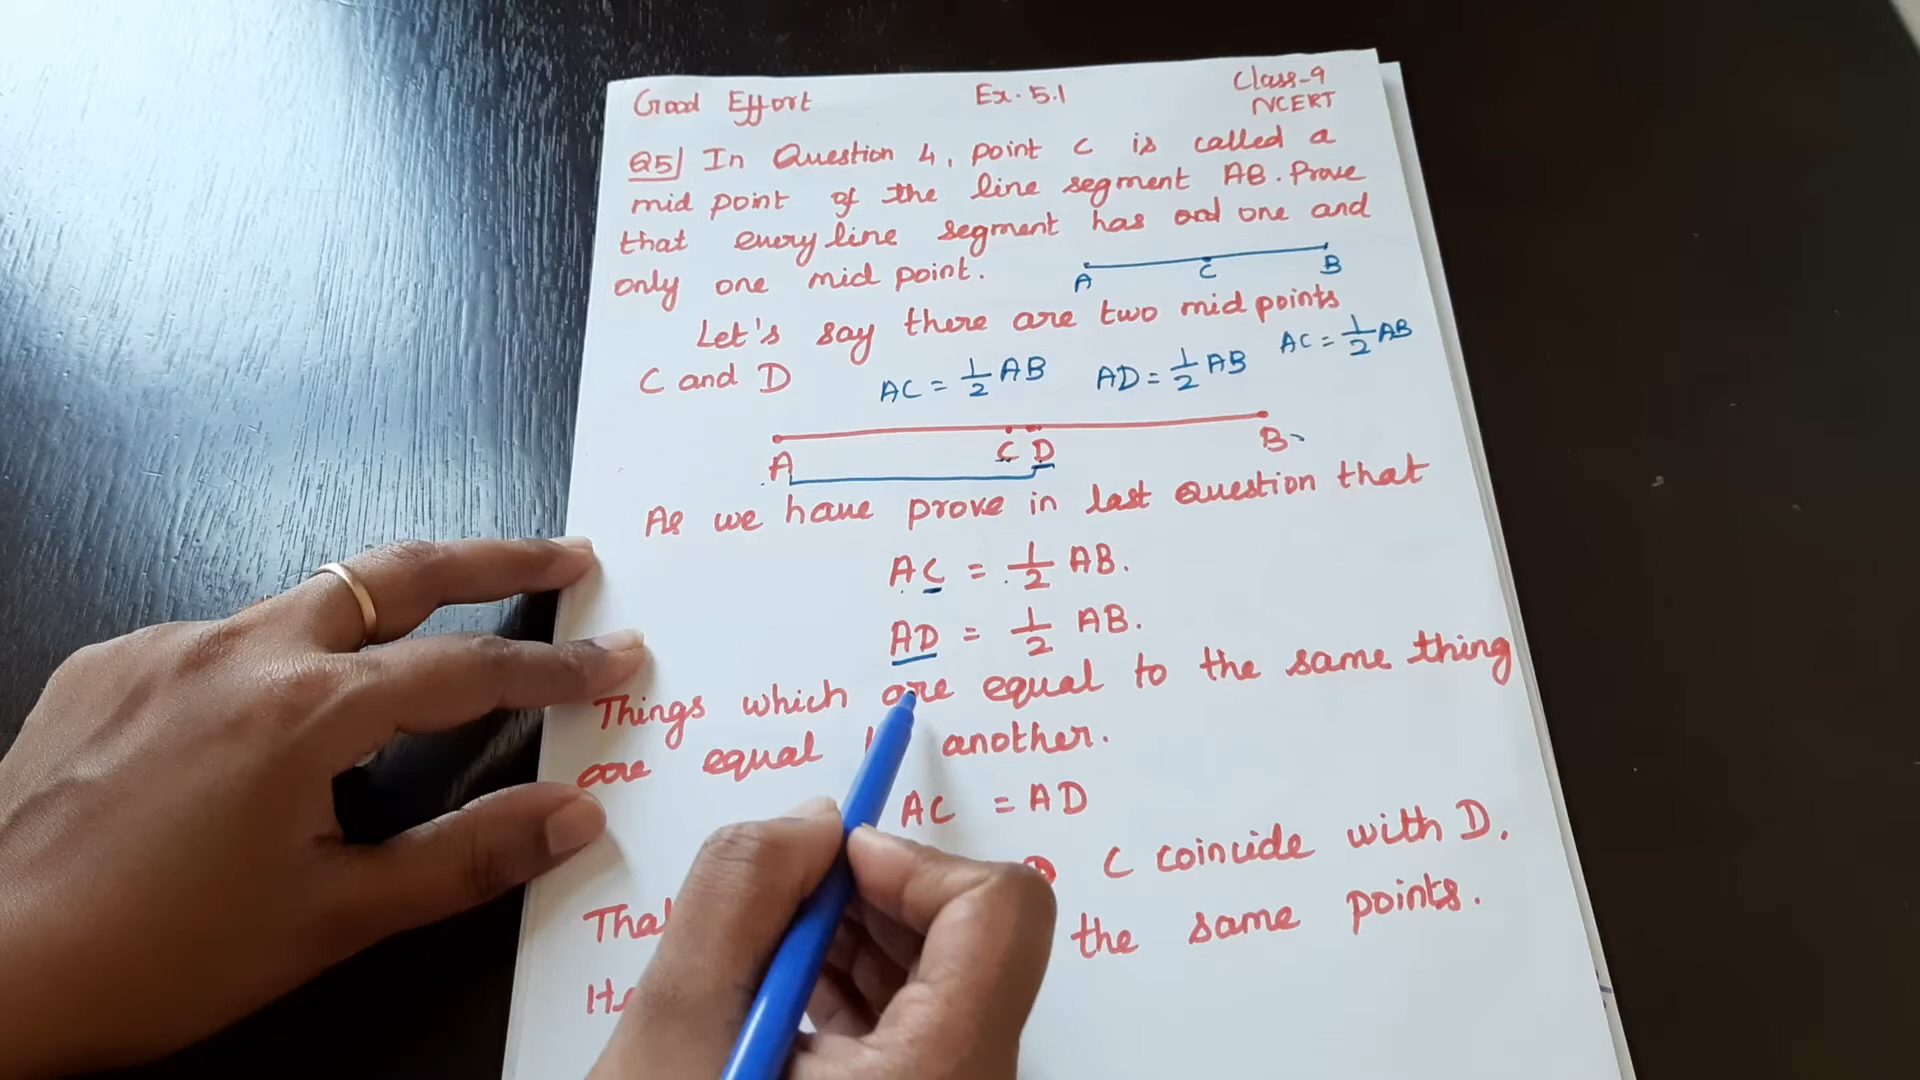 Good Effort Ex. 5.1 Class-9
NCERT
Q5) In Question 4, point C is called a
mid point of the line segment AB. Prove
that every line segment has one and
only one mid point.
A C B
Let's say there are two mid points
C and D AC = 1/2 AB AD = 1/2 AB AC = 1/2 AB
A C D B
As we have prove in last Question that
AC = 1/2 AB.
AD = 1/2 AB.
Things which are equal to the same thing
are equal another.
AC = AD
C coincide with D.
the same points.